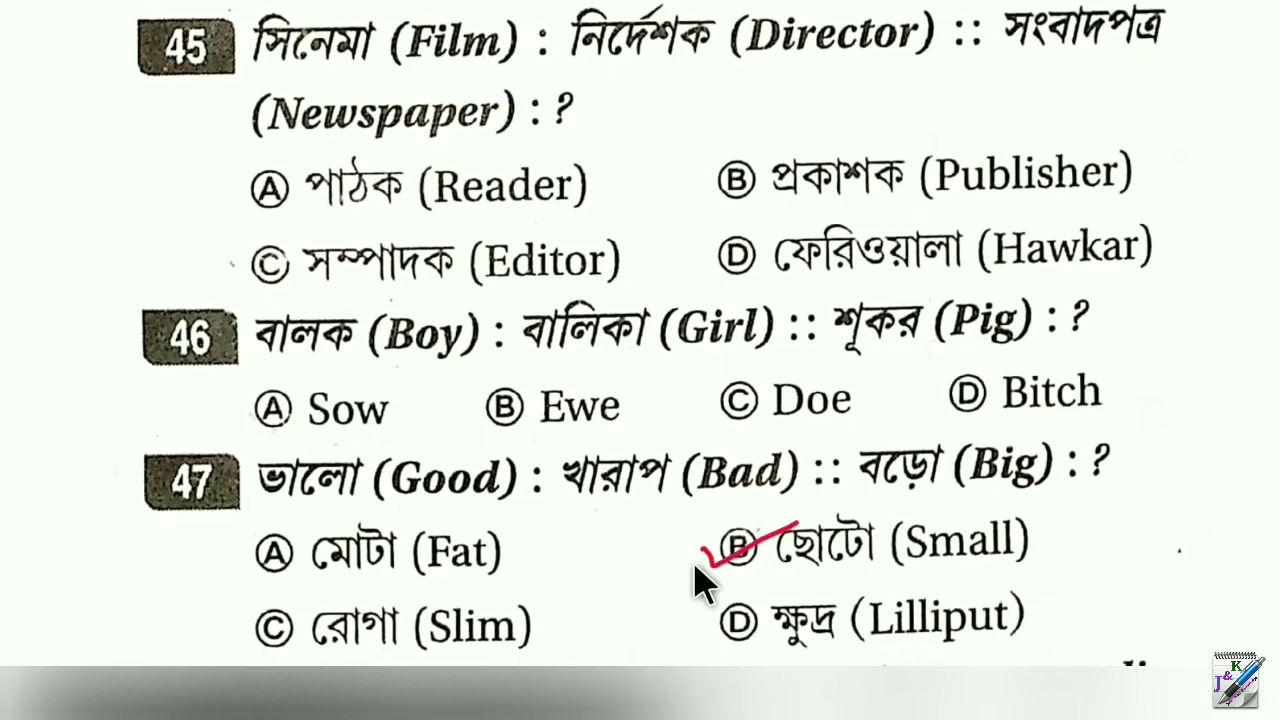 45 সিনেমা (Film) : নির্দেশক (Director) :: সংবাদপত্র
(Newspaper) : ?
Ⓐ পাঠক (Reader) Ⓑ প্রকাশক (Publisher)
Ⓒ সম্পাদক (Editor) Ⓓ ফেরিওয়ালা (Hawkar)
46 বালক (Boy) : বালিকা (Girl) :: শূকর (Pig) : ?
Ⓐ Sow Ⓑ Ewe Ⓒ Doe Ⓓ Bitch
47 ভালো (Good) : খারাপ (Bad) :: বড়ো (Big) : ?
Ⓐ মোটা (Fat) Ⓑ ছোটো (Small)
Ⓒ রোগা (Slim) Ⓓ ক্ষুদ্র (Lilliput)
J & K